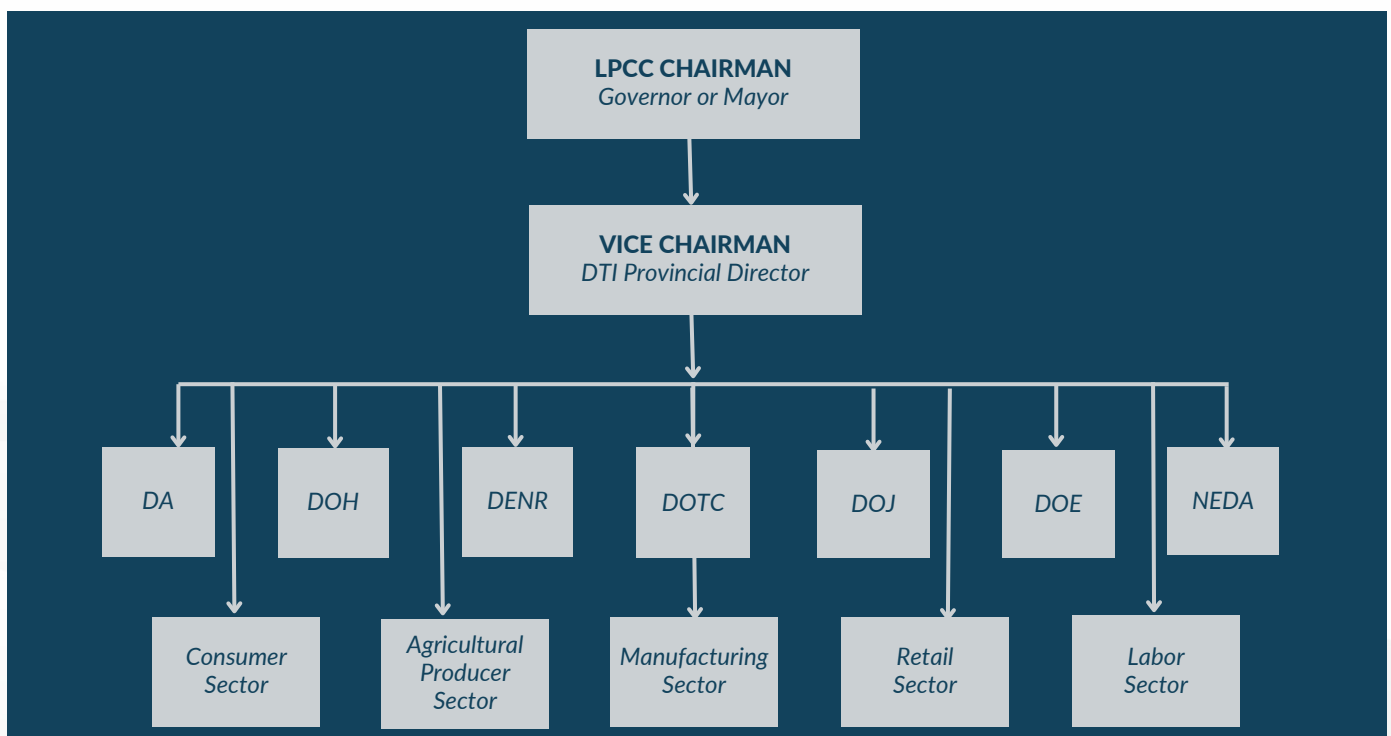 LPCC CHAIRMAN
Governor or Mayor
VICE CHAIRMAN
DTI Provincial Director
DA
DOH
DENR
DOTC
DOJ
DOE
NEDA
Consumer
Sector
Agricultural
Producer
Sector
Manufacturing
Sector
Retail
Sector
Labor
Sector